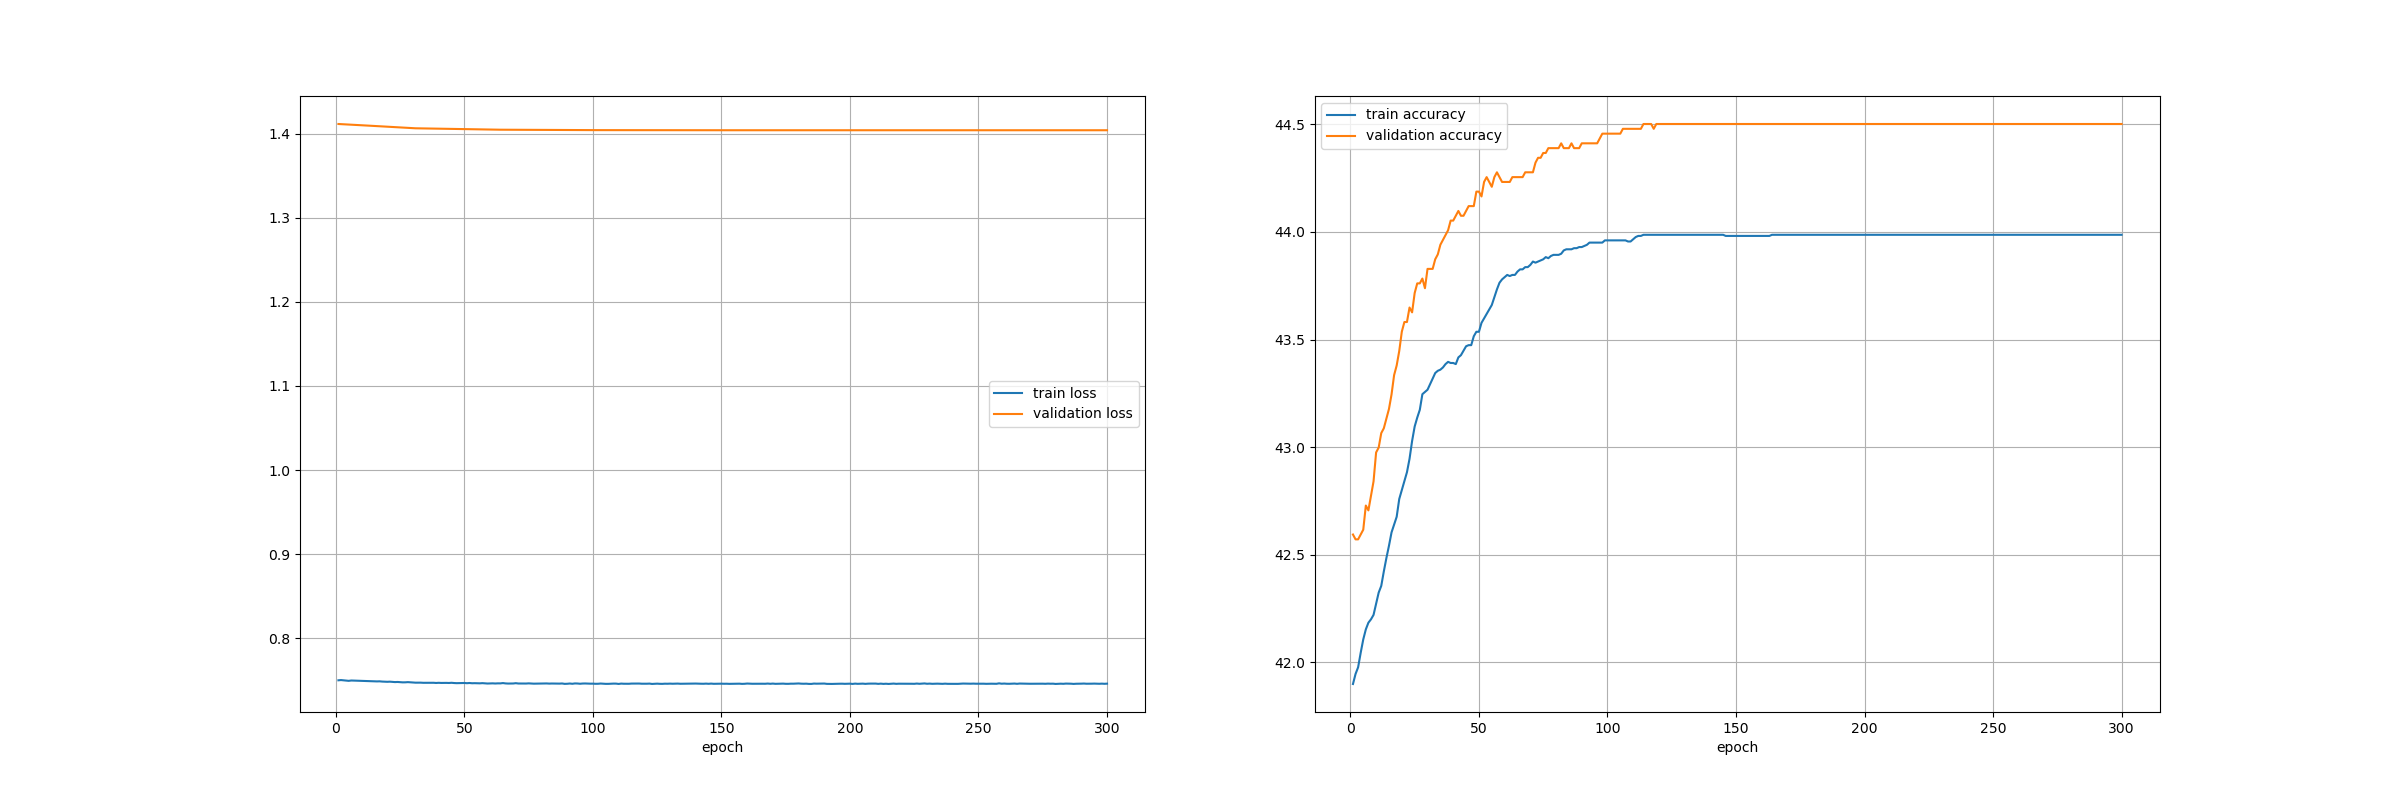 1.4
1.3
1.2
1.1
1.0
0.9
0.8
0 50 100 150 200 250 300
epoch
train loss
validation loss
44.5
44.0
43.5
43.0
42.5
42.0
0 50 100 150 200 250 300
epoch
train accuracy
validation accuracy